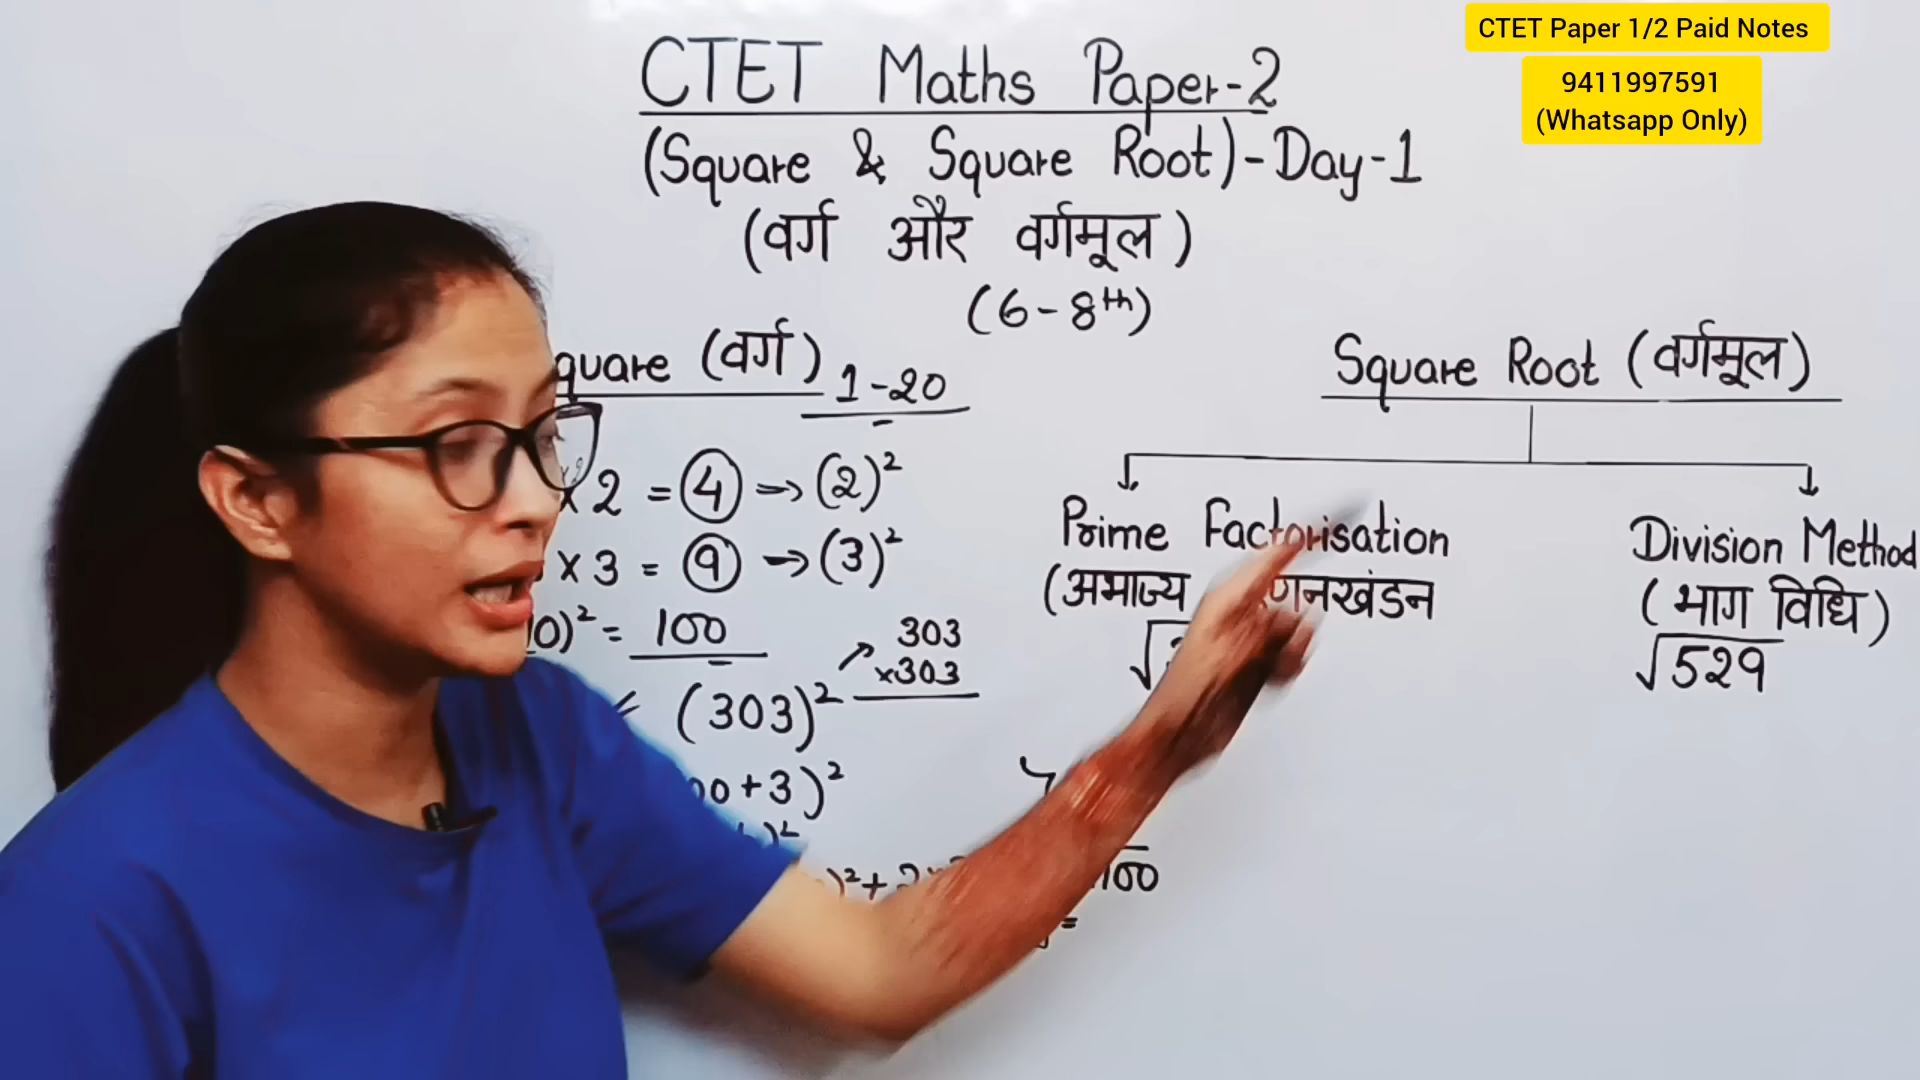 CTET Paper 1/2 Paid Notes
9411997591
(Whatsapp Only)
CTET Maths Paper-2
(Square & Square Root)-Day-1
(वर्ग और वर्गमूल)
(6-8th)
quare (वर्ग) 1-20
× 2 = 4 → (2)²
× 3 = 9 → (3)²
0)² = 100
303
×303
(303)²
00+3)²
)²
)²+2
100
=
Square Root (वर्गमूल)
Prime Factorisation
(अभाज्य णनखंडन
√
Division Method
(भाग विधि)
√529